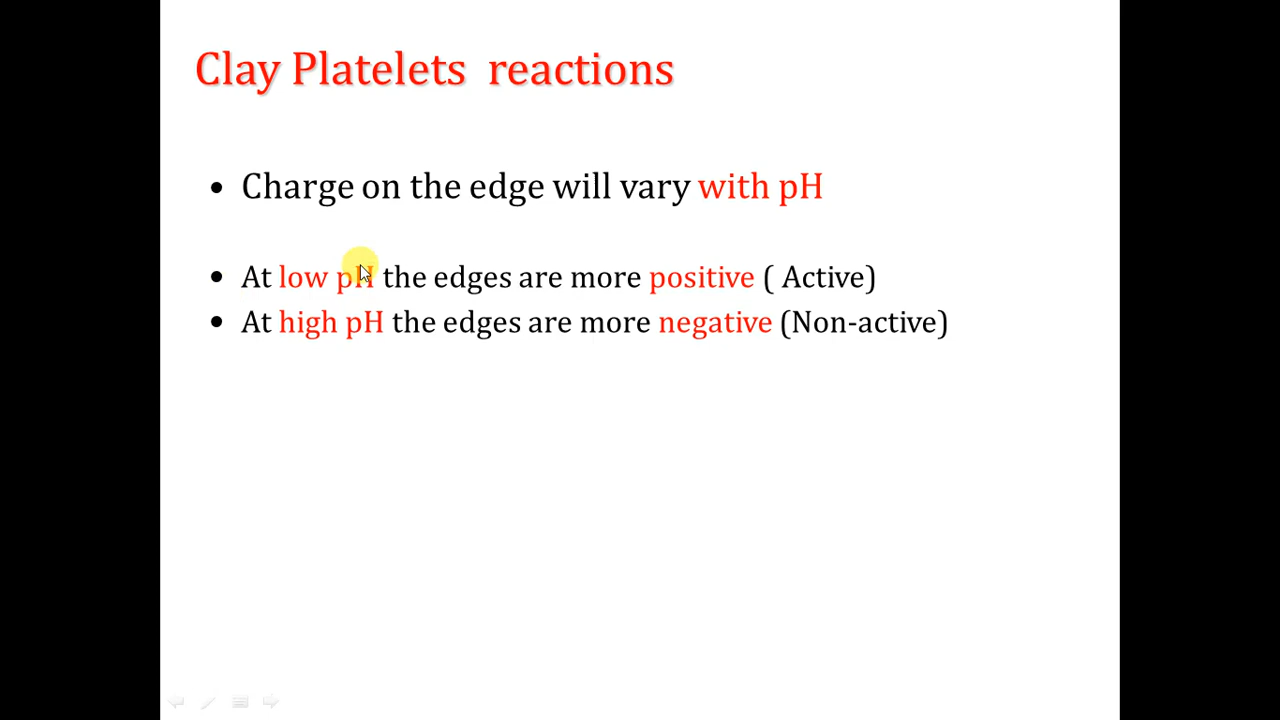 Clay Platelets reactions
• Charge on the edge will vary with pH
• At low pH the edges are more positive ( Active)
• At high pH the edges are more negative (Non-active)